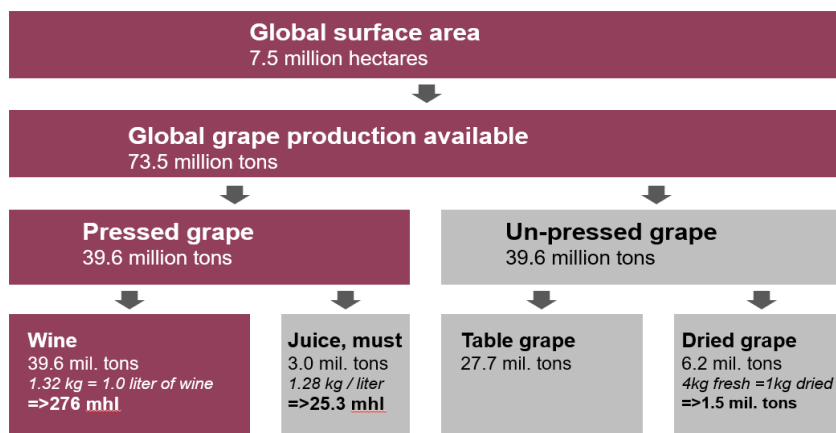 Global surface area
7.5 million hectares
Global grape production available
73.5 million tons
Pressed grape
39.6 million tons
Un-pressed grape
39.6 million tons
Wine
39.6 mil. tons
1.32 kg = 1.0 liter of wine
=>276 mhl
Juice, must
3.0 mil. tons
1.28 kg / liter
=>25.3 mhl
Table grape
27.7 mil. tons
Dried grape
6.2 mil. tons
4kg fresh =1kg dried
=>1.5 mil. tons